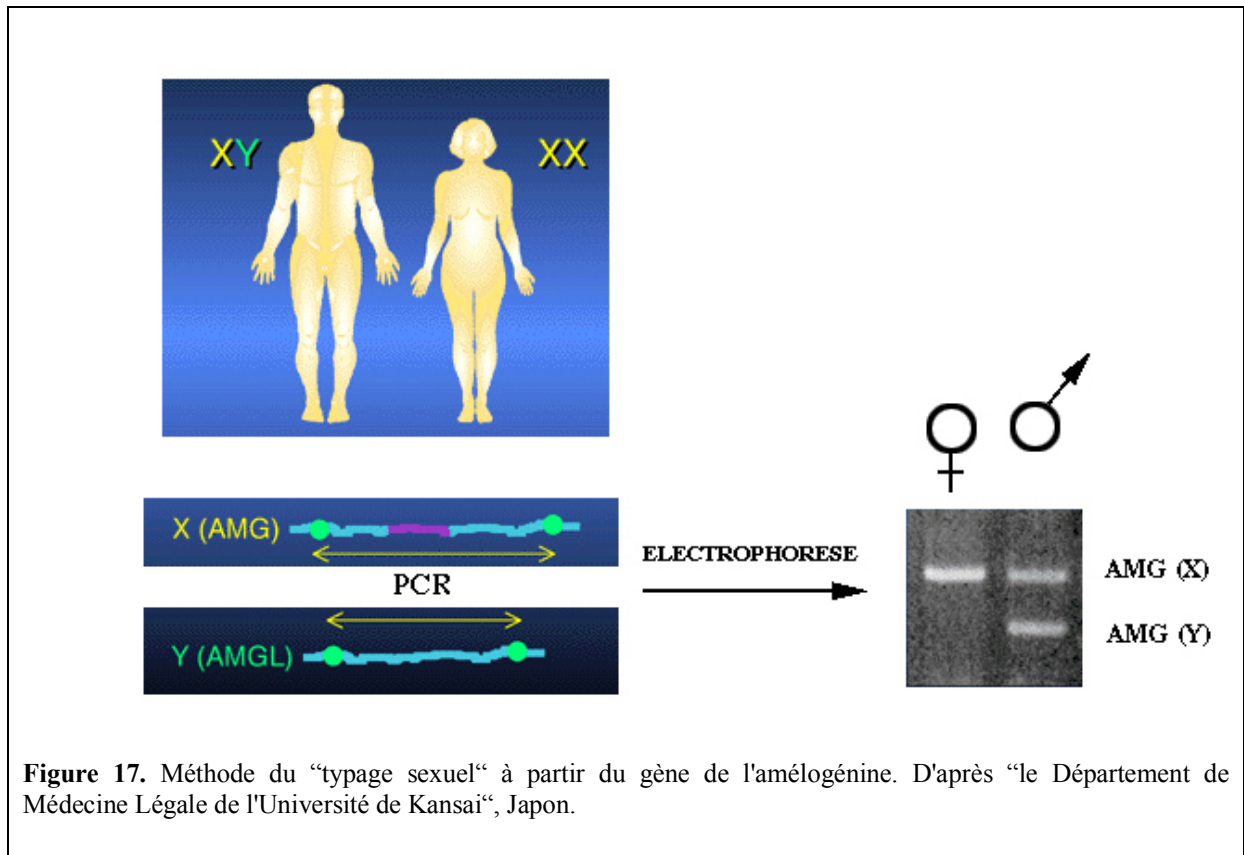 XY
XX
X (AMG)
PCR
Y (AMGL)
ELECTROPHORESE
AMG (X)
AMG (Y)
Figure 17. Méthode du “typage sexuel“ à partir du gène de l'amélogénine. D'après “le Département de
Médecine Légale de l'Université de Kansai“, Japon.